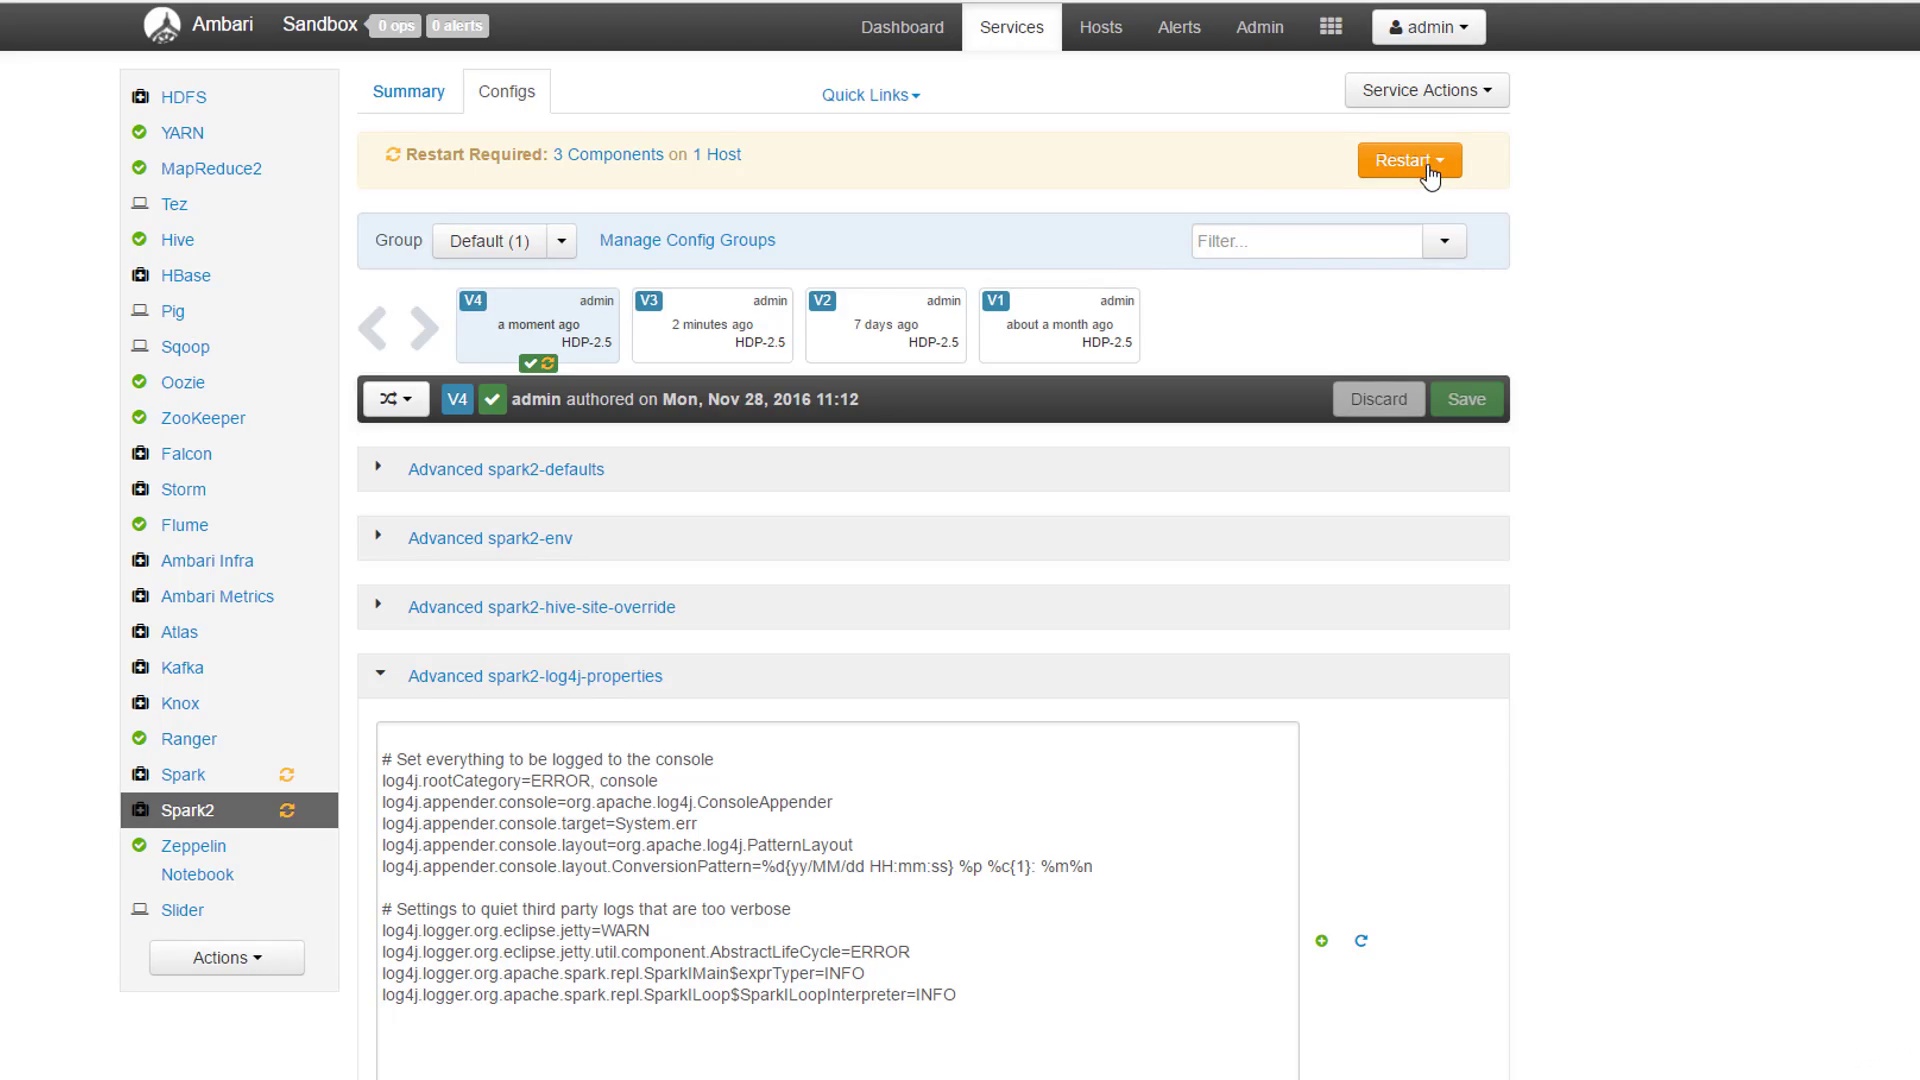 Ambari Sandbox 0 ops 0 alerts Dashboard Services Hosts Alerts Admin admin
HDFS
YARN
MapReduce2
Tez
Hive
HBase
Pig
Sqoop
Oozie
ZooKeeper
Falcon
Storm
Flume
Ambari Infra
Ambari Metrics
Atlas
Kafka
Knox
Ranger
Spark
Spark2
Zeppelin
Notebook
Slider
Actions
Summary Configs Quick Links Service Actions
Restart Required: 3 Components on 1 Host Restart
Group Default (1) Manage Config Groups Filter...
V4 admin
a moment ago
HDP-2.5
V3 admin
2 minutes ago
HDP-2.5
V2 admin
7 days ago
HDP-2.5
V1 admin
about a month ago
HDP-2.5
V4 admin authored on Mon, Nov 28, 2016 11:12 Discard Save
Advanced spark2-defaults
Advanced spark2-env
Advanced spark2-hive-site-override
Advanced spark2-log4j-properties
# Set everything to be logged to the console
log4j.rootCategory=ERROR, console
log4j.appender.console=org.apache.log4j.ConsoleAppender
log4j.appender.console.target=System.err
log4j.appender.console.layout=org.apache.log4j.PatternLayout
log4j.appender.console.layout.ConversionPattern=%d{yy/MM/dd HH:mm:ss} %p %c{1}: %m%n
# Settings to quiet third party logs that are too verbose
log4j.logger.org.eclipse.jetty=WARN
log4j.logger.org.eclipse.jetty.util.component.AbstractLifeCycle=ERROR
log4j.logger.org.apache.spark.repl.SparkIMain$exprTyper=INFO
log4j.logger.org.apache.spark.repl.SparkILoop$SparkILoopInterpreter=INFO